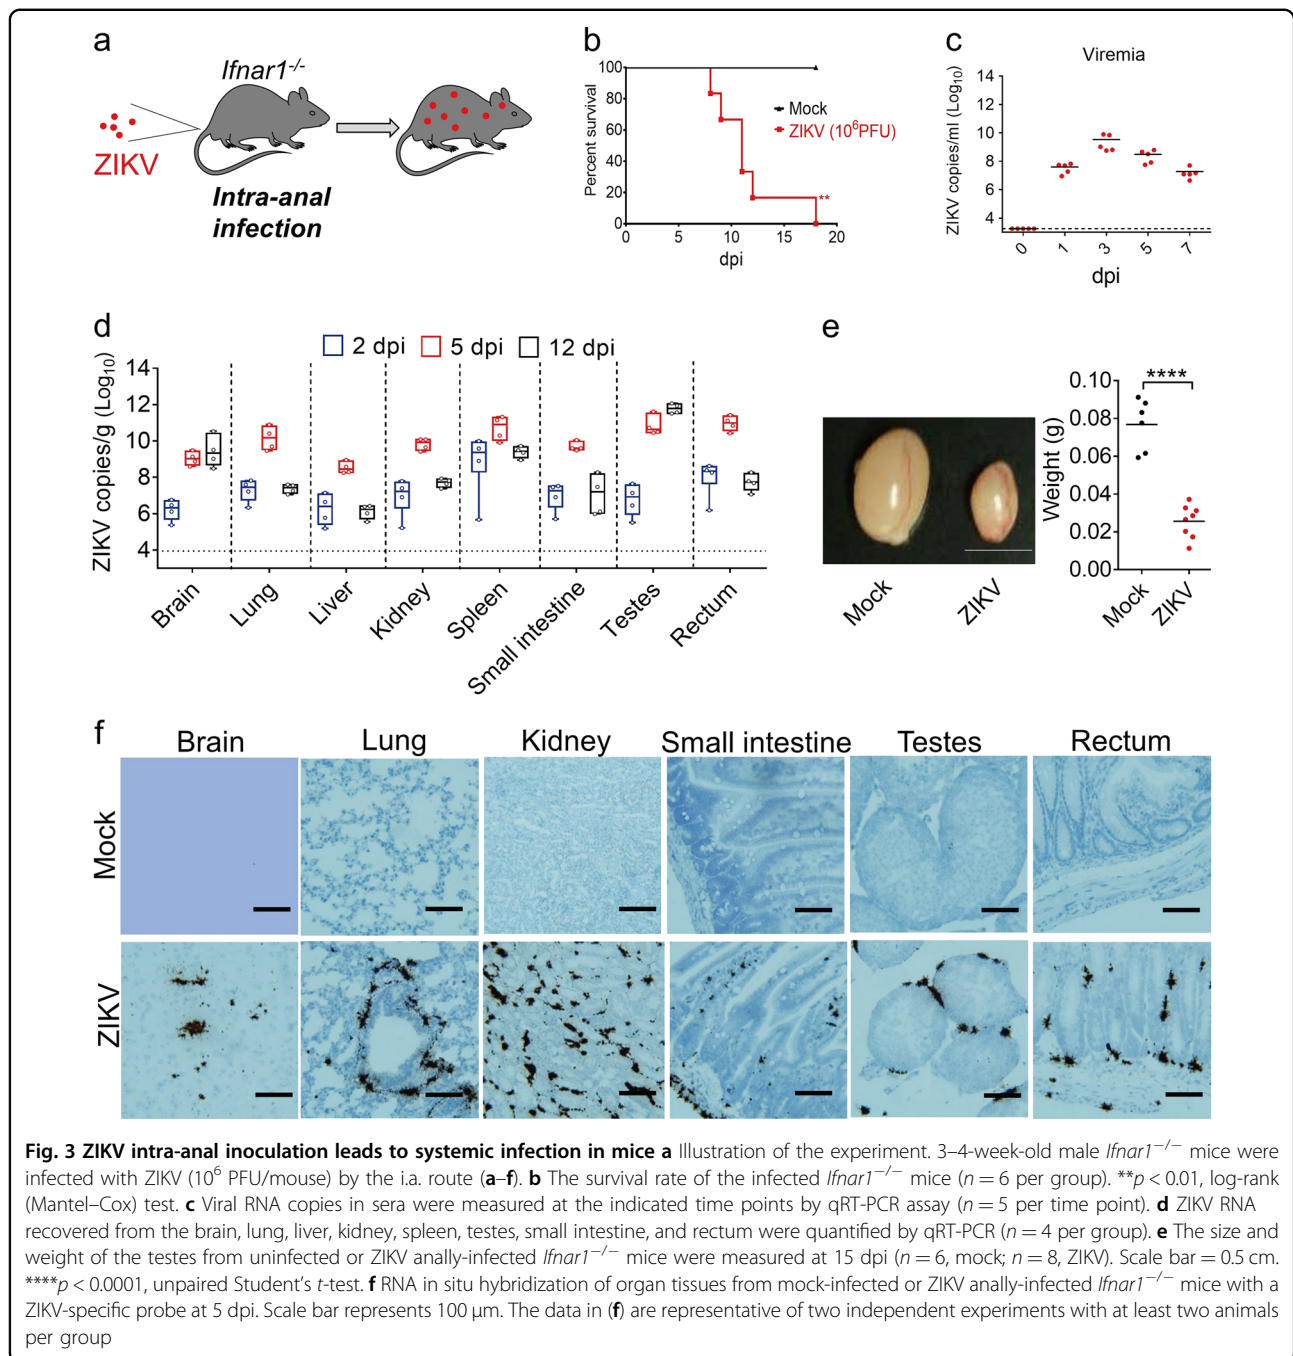 a
Ifnar1-/-
ZIKV
Intra-anal
infection
b
Percent survival
100
80
60
40
20
0
0 5 10 15 20
dpi
Mock
ZIKV (10⁶PFU)
**
c
Viremia
ZIKV copies/ml (Log₁₀)
14
12
10
8
6
4
0 1 3 5 7
dpi
d
2 dpi 5 dpi 12 dpi
ZIKV copies/g (Log₁₀)
14
12
10
8
6
4
Brain Lung Liver Kidney Spleen Small intestine Testes Rectum
e
Mock ZIKV
Weight (g)
****
0.10
0.08
0.06
0.04
0.02
0.00
Mock ZIKV
f
Brain Lung Kidney Small intestine Testes Rectum
Mock
ZIKV
Fig. 3 ZIKV intra-anal inoculation leads to systemic infection in mice a Illustration of the experiment. 3–4-week-old male Ifnar1−/− mice were
infected with ZIKV (10⁶ PFU/mouse) by the i.a. route (a–f). b The survival rate of the infected Ifnar1−/− mice (n = 6 per group). **p < 0.01, log-rank
(Mantel–Cox) test. c Viral RNA copies in sera were measured at the indicated time points by qRT-PCR assay (n = 5 per time point). d ZIKV RNA
recovered from the brain, lung, liver, kidney, spleen, testes, small intestine, and rectum were quantified by qRT-PCR (n = 4 per group). e The size and
weight of the testes from uninfected or ZIKV anally-infected Ifnar1−/− mice were measured at 15 dpi (n = 6, mock; n = 8, ZIKV). Scale bar = 0.5 cm.
****p < 0.0001, unpaired Student's t-test. f RNA in situ hybridization of organ tissues from mock-infected or ZIKV anally-infected Ifnar1−/− mice with a
ZIKV-specific probe at 5 dpi. Scale bar represents 100 μm. The data in (f) are representative of two independent experiments with at least two animals
per group